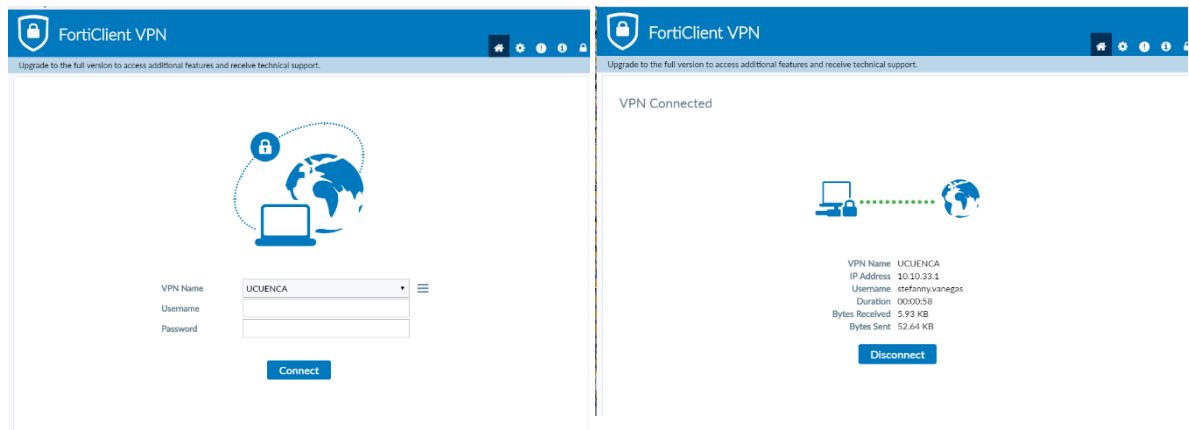 FortiClient VPN
Upgrade to the full version to access additional features and receive technical support.
VPN Name UCUENCA
Username
Password
Connect
FortiClient VPN
Upgrade to the full version to access additional features and receive technical support.
VPN Connected
VPN Name UCUENCA
IP Address 10.10.33.1
Username stefanny.vanegas
Duration 00:00:58
Bytes Received 5.93 KB
Bytes Sent 52.64 KB
Disconnect